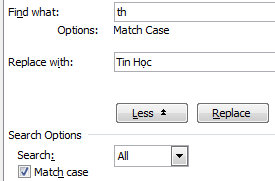 Find what: th
Options: Match Case
Replace with: Tin Học
Less Replace
Search Options
Search: All
Match case